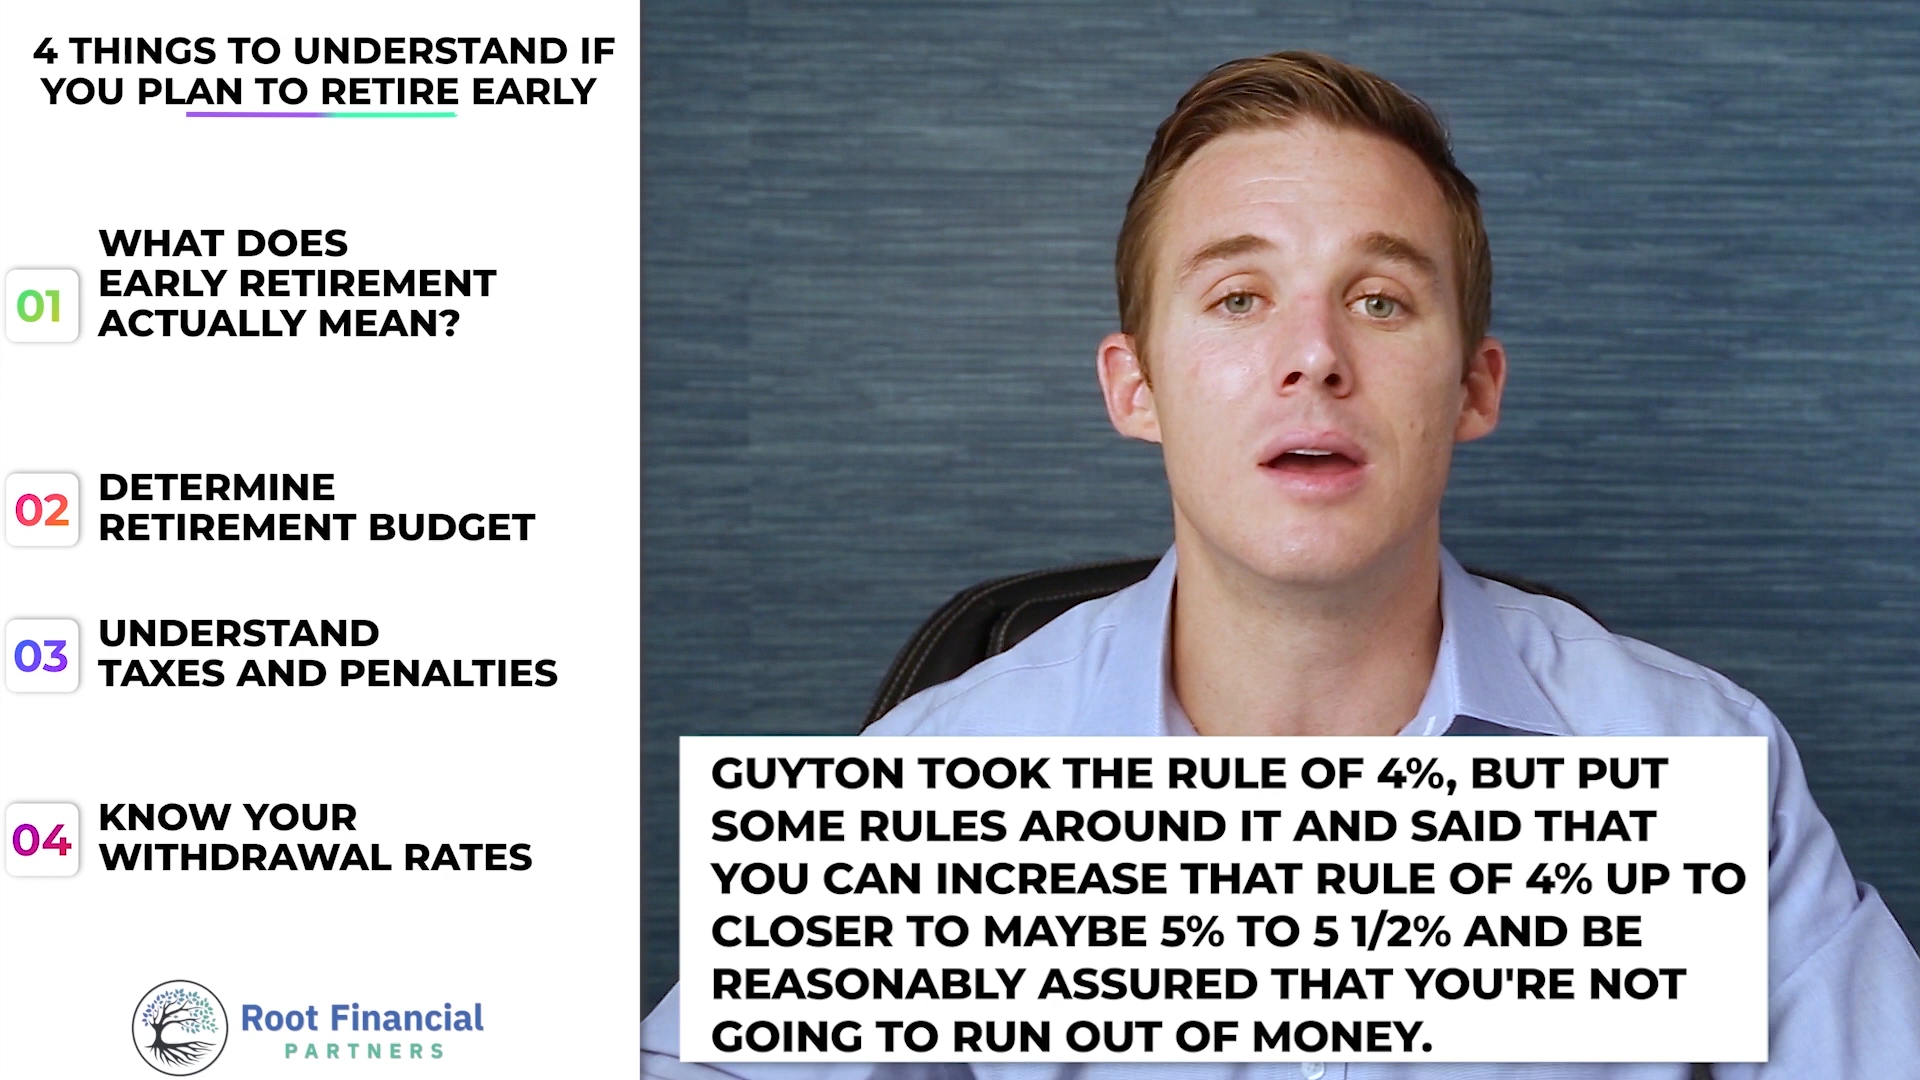 4 THINGS TO UNDERSTAND IF
YOU PLAN TO RETIRE EARLY
01
WHAT DOES
EARLY RETIREMENT
ACTUALLY MEAN?
02
DETERMINE
RETIREMENT BUDGET
03
UNDERSTAND
TAXES AND PENALTIES
04
KNOW YOUR
WITHDRAWAL RATES
Root Financial
PARTNERS
GUYTON TOOK THE RULE OF 4%, BUT PUT
SOME RULES AROUND IT AND SAID THAT
YOU CAN INCREASE THAT RULE OF 4% UP TO
CLOSER TO MAYBE 5% TO 5 1/2% AND BE
REASONABLY ASSURED THAT YOU'RE NOT
GOING TO RUN OUT OF MONEY.